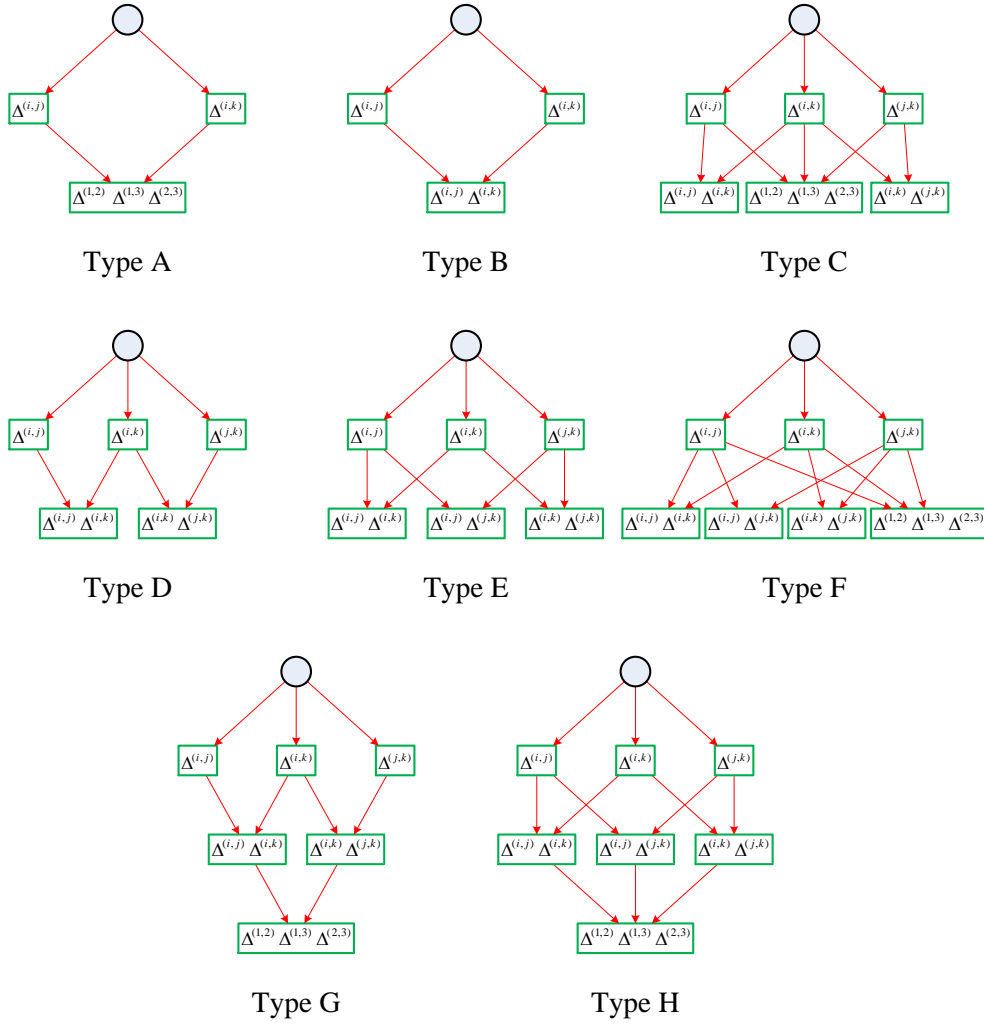 Δ^(i,j) Δ^(i,k)
Δ^(1,2) Δ^(1,3) Δ^(2,3)
Type A
Δ^(i,j) Δ^(i,k)
Δ^(i,j) Δ^(i,k)
Type B
Δ^(i,j) Δ^(i,k) Δ^(j,k)
Δ^(i,j) Δ^(i,k) Δ^(1,2) Δ^(1,3) Δ^(2,3) Δ^(i,k) Δ^(j,k)
Type C
Δ^(i,j) Δ^(i,k) Δ^(j,k)
Δ^(i,j) Δ^(i,k) Δ^(i,k) Δ^(j,k)
Type D
Δ^(i,j) Δ^(i,k) Δ^(j,k)
Δ^(i,j) Δ^(i,k) Δ^(i,j) Δ^(j,k) Δ^(i,k) Δ^(j,k)
Type E
Δ^(i,j) Δ^(i,k) Δ^(j,k)
Δ^(i,j) Δ^(i,k) Δ^(i,j) Δ^(j,k) Δ^(i,k) Δ^(j,k) Δ^(1,2) Δ^(1,3) Δ^(2,3)
Type F
Δ^(i,j) Δ^(i,k) Δ^(j,k)
Δ^(i,j) Δ^(i,k) Δ^(i,k) Δ^(j,k)
Δ^(1,2) Δ^(1,3) Δ^(2,3)
Type G
Δ^(i,j) Δ^(i,k) Δ^(j,k)
Δ^(i,j) Δ^(i,k) Δ^(i,j) Δ^(j,k) Δ^(i,k) Δ^(j,k)
Δ^(1,2) Δ^(1,3) Δ^(2,3)
Type H